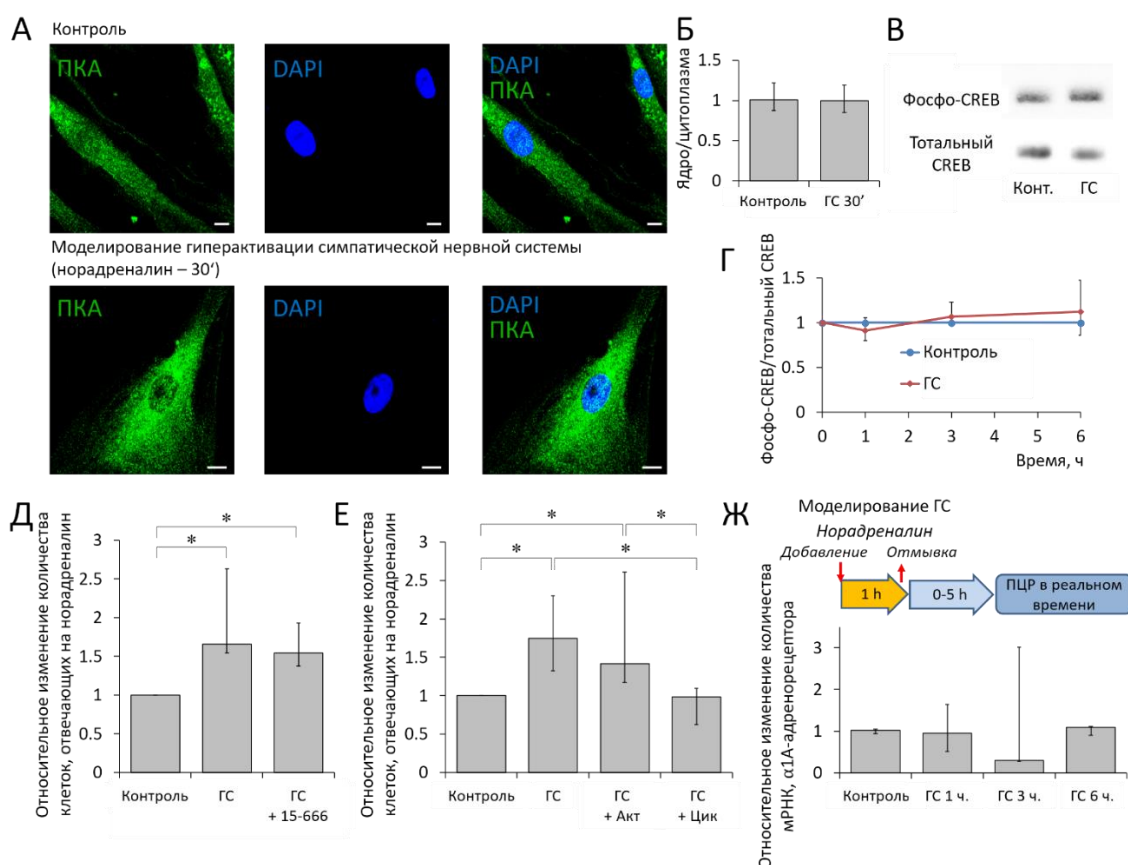 А
Контроль
ПКА
DAPI
DAPI
ПКА
Моделирование гиперактивации симпатической нервной системы
(норадреналин – 30‘)
ПКА
DAPI
DAPI
ПКА
Б
Ядро/цитоплазма
1.5
1
0.5
0
Контроль
ГС 30’
В
Фосфо-CREB
Тотальный
CREB
Конт.
ГС
Г
Фосфо-CREB/тотальный CREB
1.5
1
0.5
0
Контроль
ГС
0 1 2 3 4 5 6
Время, ч
Д
Относительное изменение количества
клеток, отвечающих на норадреналин
3
2.5
2
1.5
1
0.5
0
*
*
Контроль
ГС
ГС
+ 15-666
Е
Относительное изменение количества
клеток, отвечающих на норадреналин
3
2.5
2
1.5
1
0.5
0
* *
* *
Контроль
ГС
ГС
+ Акт
ГС
+ Цик
Ж
Моделирование ГС
Норадреналин
Добавление
Отмывка
1 h
0-5 h
ПЦР в реальном
времени
Относительное изменение количества
мРНК, α1А-адренорецептора
3
2
1
0
Контроль
ГС 1 ч.
ГС 3 ч.
ГС 6 ч.